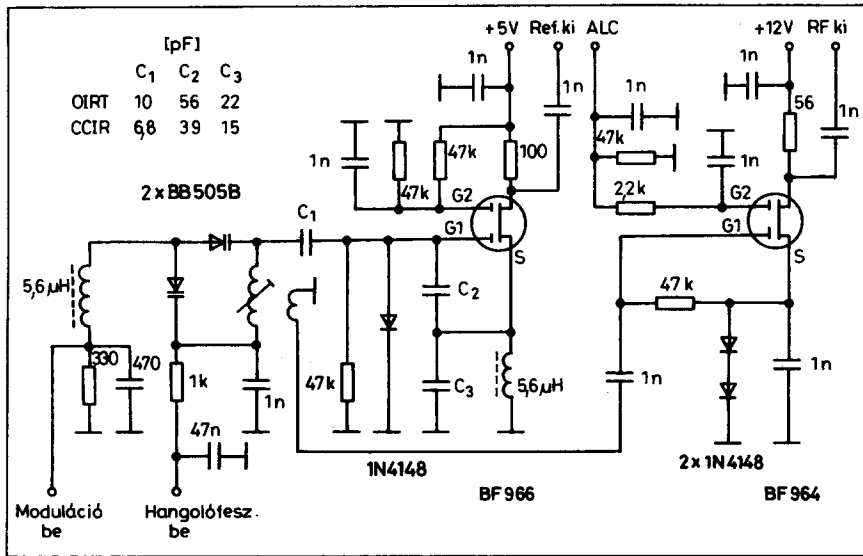 +5V Ref.ki ALC +12V RF ki
[pF]
C1 C2 C3
OIRT 10 56 22
CCIR 6,8 39 15
1n
1n
1n
1n
1n
56
1n
47k
47k
100
47k
1n
1n
2,2k
2xBB505B
G2
G1
S
G2
G1
S
C1
5,6µH
C2
47k
330
470
1k
1n
47k
C3
5,6µH
1n
1n
47n
1N4148
2x1N4148
BF966
BF964
Moduláció
be
Hangolófesz.
be